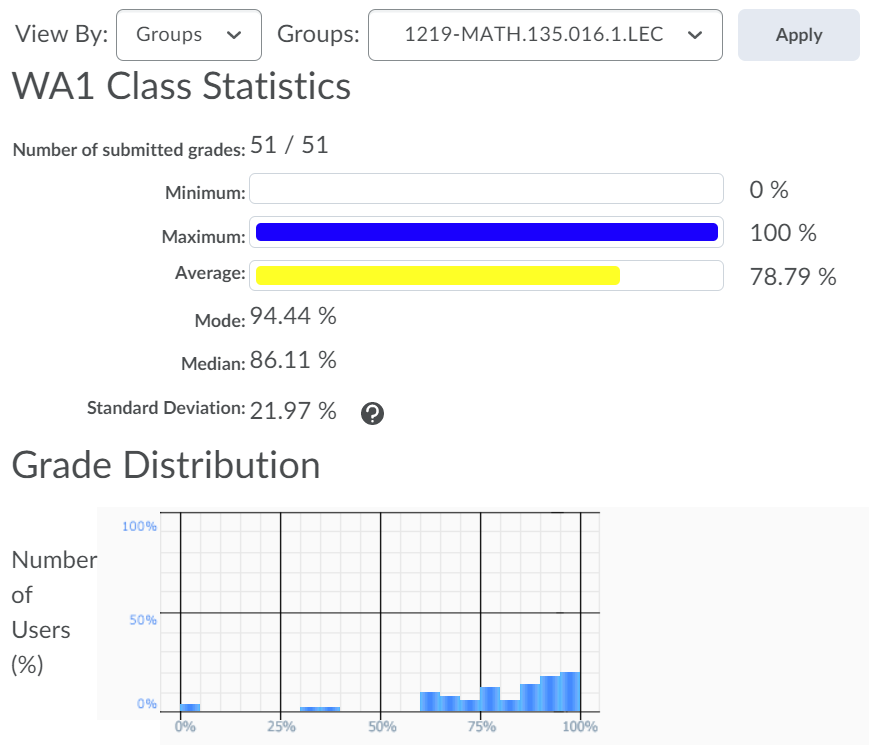 View By: Groups Groups: 1219-MATH.135.016.1.LEC Apply
WA1 Class Statistics
Number of submitted grades: 51 / 51
Minimum: 0 %
Maximum: 100 %
Average: 78.79 %
Mode: 94.44 %
Median: 86.11 %
Standard Deviation: 21.97 % ?
Grade Distribution
Number
of
Users
(%)
100%
50%
0%
0% 25% 50% 75% 100%